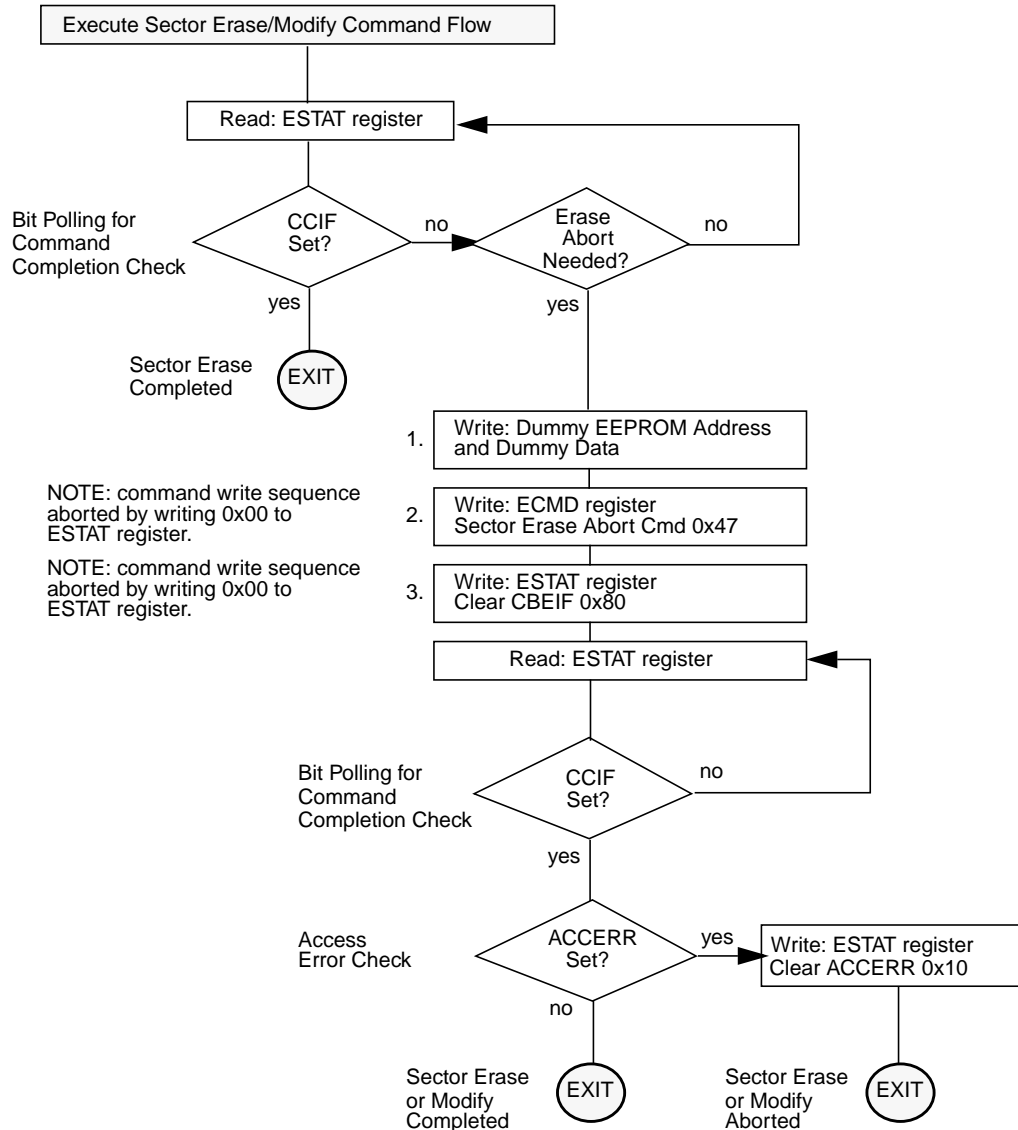 Execute Sector Erase/Modify Command Flow
Read: ESTAT register
Bit Polling for
Command
Completion Check
CCIF
Set?
no
Erase
Abort
Needed?
no
yes
yes
Sector Erase
Completed
EXIT
1.
Write: Dummy EEPROM Address
and Dummy Data
NOTE: command write sequence
aborted by writing 0x00 to
ESTAT register.
2.
Write: ECMD register
Sector Erase Abort Cmd 0x47
NOTE: command write sequence
aborted by writing 0x00 to
ESTAT register.
3.
Write: ESTAT register
Clear CBEIF 0x80
Read: ESTAT register
Bit Polling for
Command
Completion Check
CCIF
Set?
no
yes
Access
Error Check
ACCERR
Set?
yes
Write: ESTAT register
Clear ACCERR 0x10
no
Sector Erase
or Modify
Completed
EXIT
Sector Erase
or Modify
Aborted
EXIT